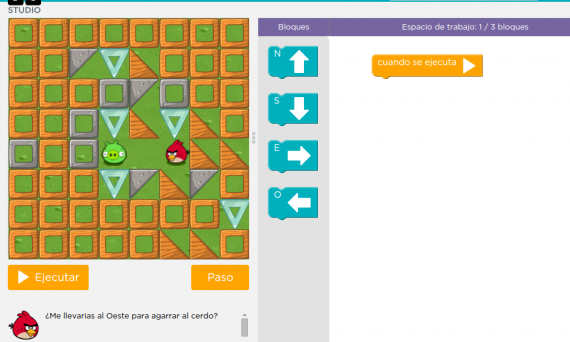 STUDIO
Bloques
Espacio de trabajo: 1 / 3 bloques
N
cuando se ejecuta
S
E
O
Ejecutar
Paso
¿Me llevarias al Oeste para agarrar al cerdo?